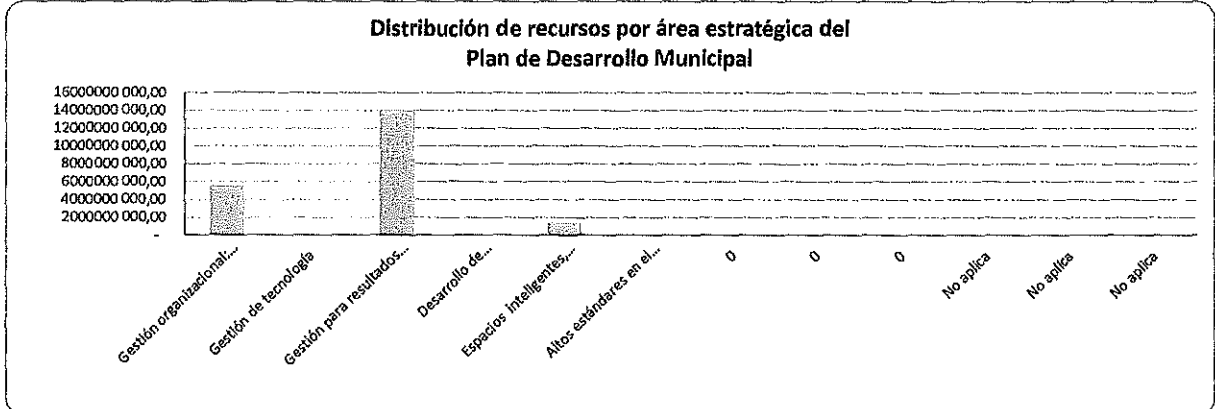 Distribución de recursos por área estratégica del
Plan de Desarrollo Municipal
16000000 000,00
14000000 000,00
12000000 000,00
10000000 000,00
8000000 000,00
6000000 000,00
4000000 000,00
2000000 000,00
-
Gestión organizacional:...
Gestión de tecnología
Gestión para resultados...
Desarrollo de...
Espacios inteligentes,...
Altos estándares en el...
0
0
0
No aplica
No aplica
No aplica